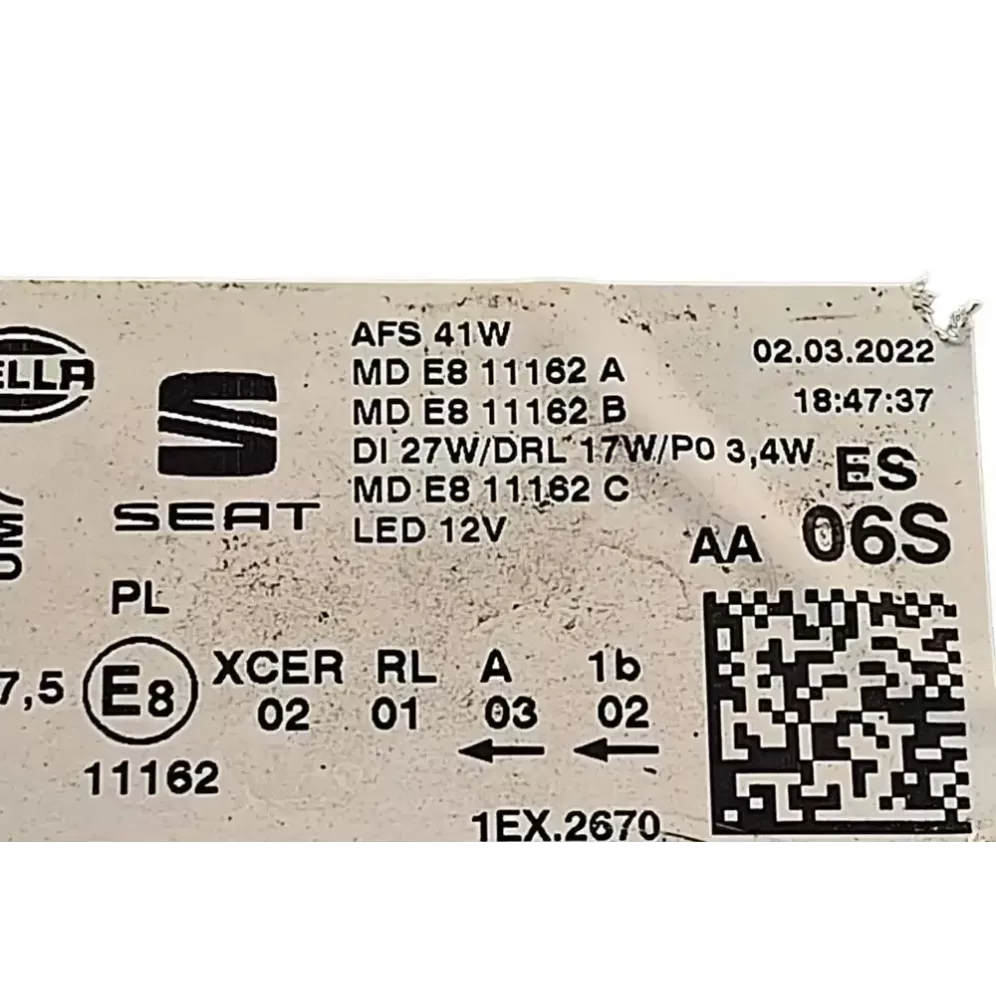 ELLA
SEAT
AFS 41W
MD E8 11162 A
MD E8 11162 B
DI 27W/DRL 17W/P0 3,4W
MD E8 11162 C
LED 12V
02.03.2022
18:47:37
ES
AA 06S
PL
7,5 E8 XCER RL A 1b
02 01 03 02
11162
1EX.2670